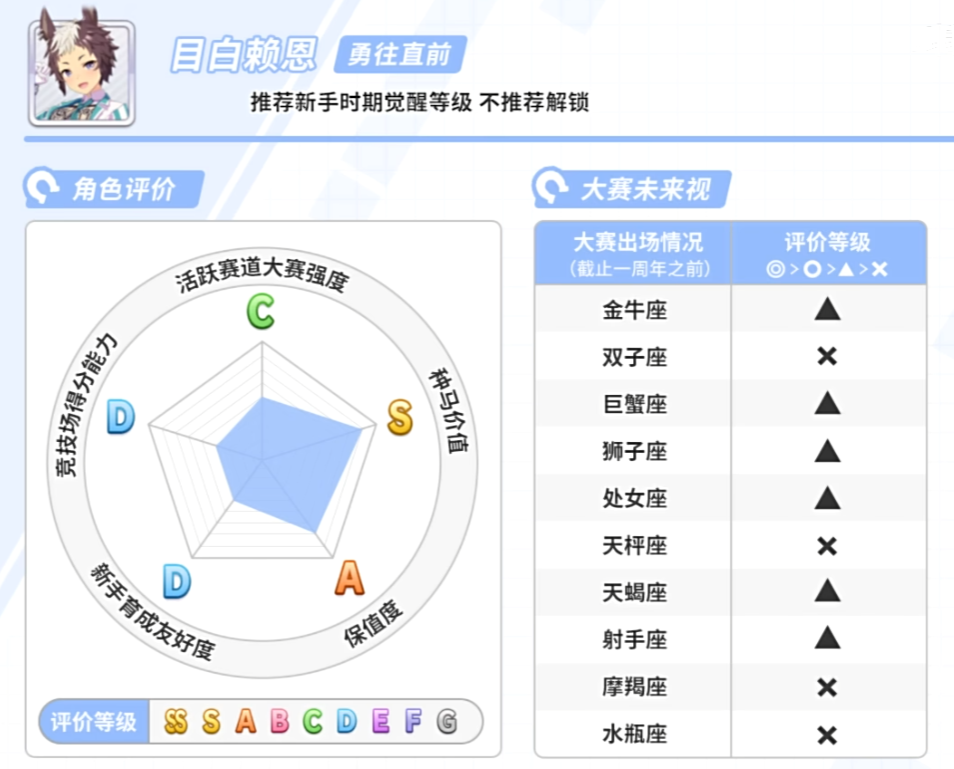 目白赖恩 勇往直前
推荐新手时期觉醒等级 不推荐解锁
角色评价
活跃赛道大赛强度
C
竞技场得分能力
D
种马价值
S
新手育成友好度
D
保值度
A
评价等级 SS S A B C D E F G
大赛未来视
大赛出场情况 评价等级
(截止一周年之前) ◎>○>▲>×
金牛座 ▲
双子座 ×
巨蟹座 ▲
狮子座 ▲
处女座 ▲
天枰座 ×
天蝎座 ▲
射手座 ▲
摩羯座 ×
水瓶座 ×